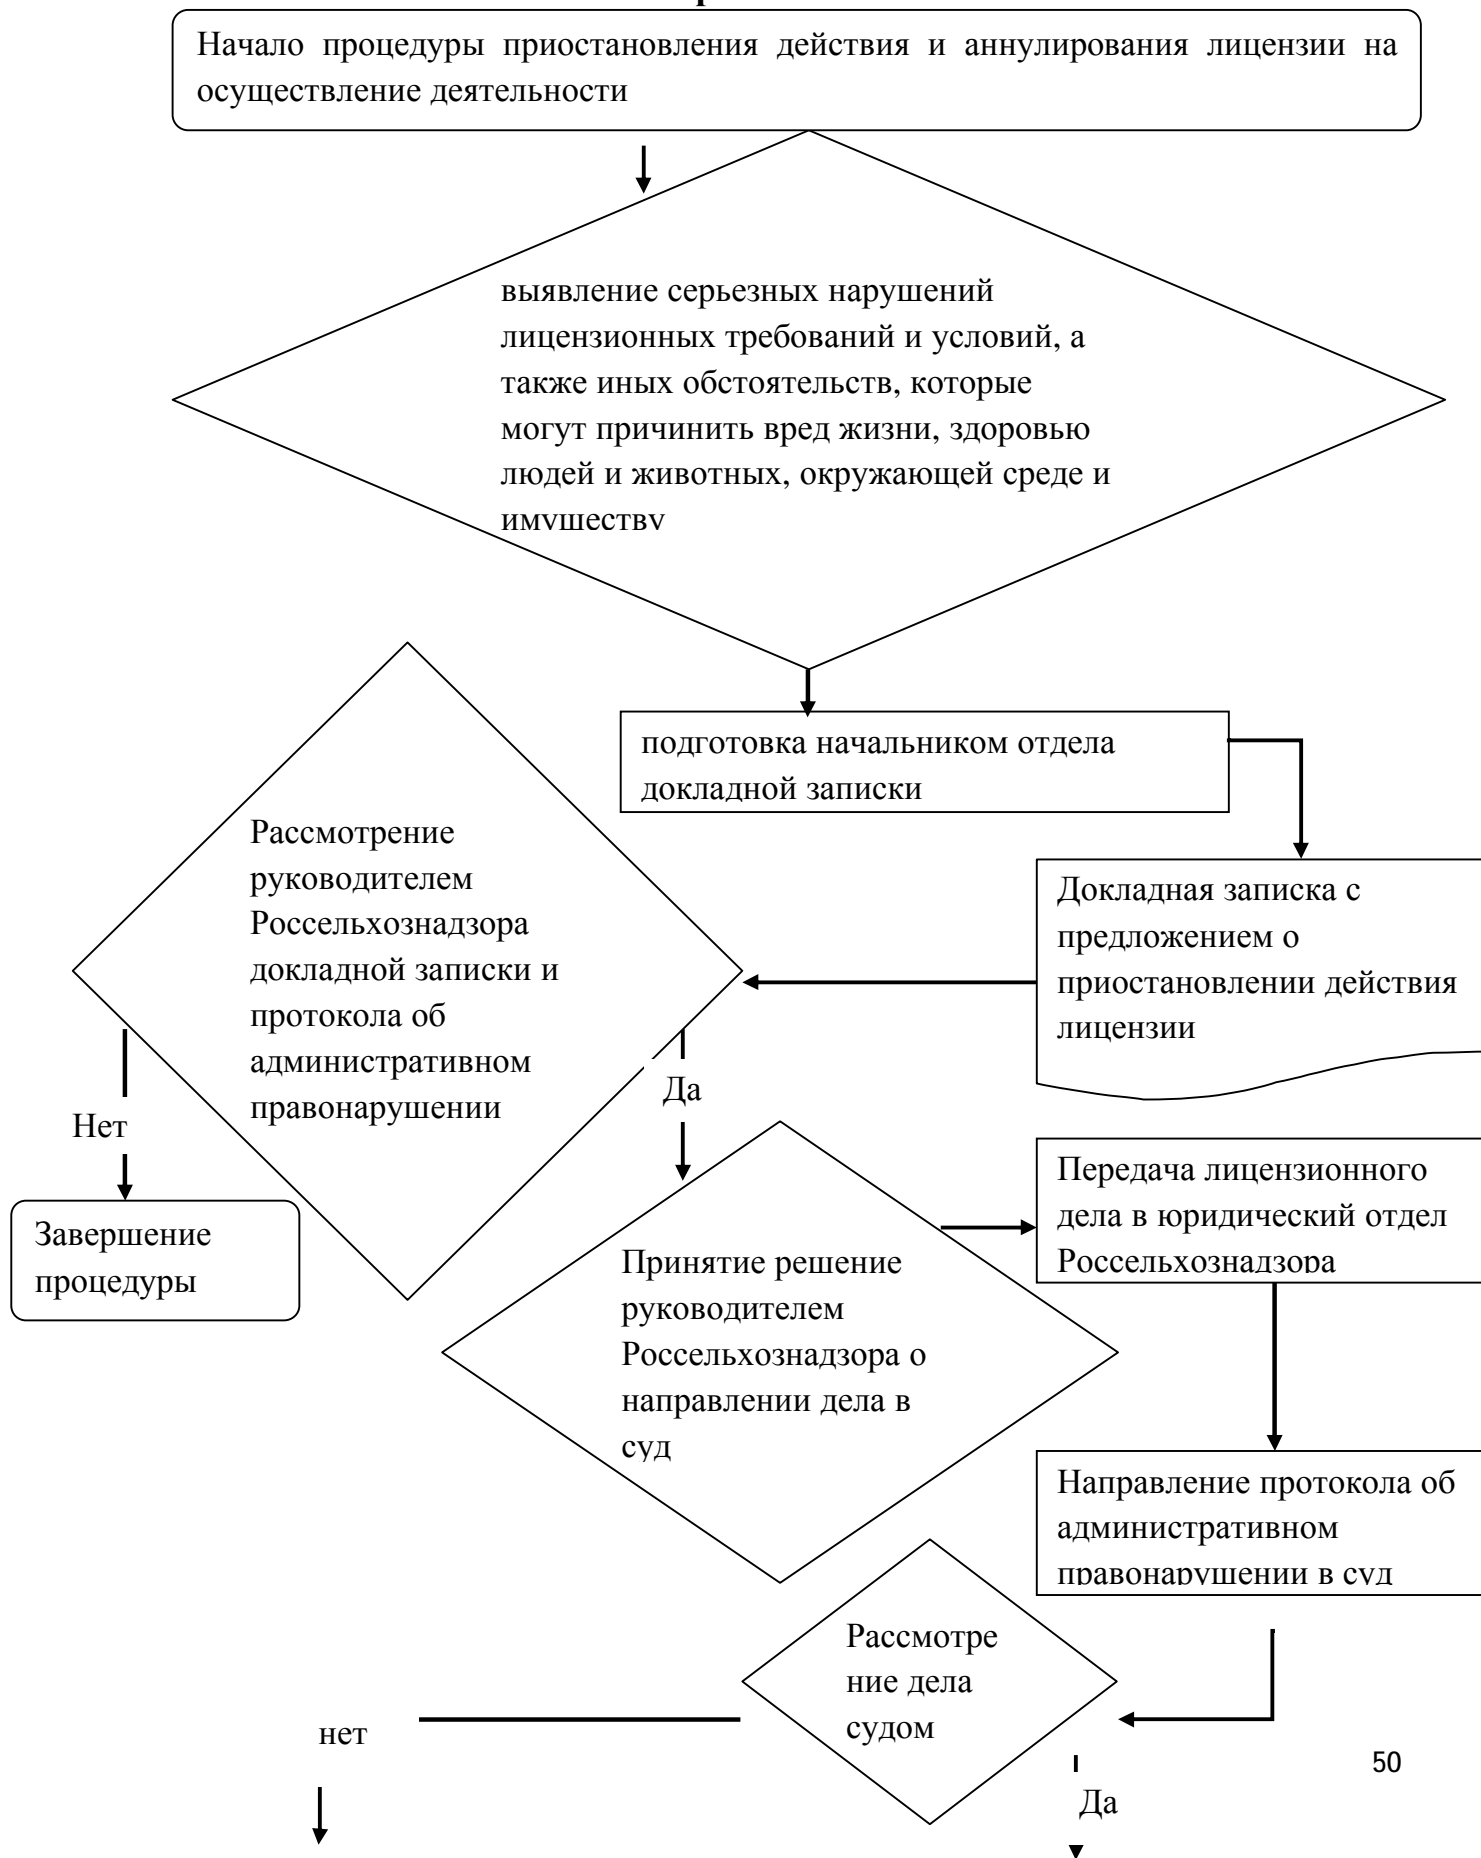 Начало процедуры приостановления действия и аннулирования лицензии на
осуществление деятельности
выявление серьезных нарушений
лицензионных требований и условий, а
также иных обстоятельств, которые
могут причинить вред жизни, здоровью
людей и животных, окружающей среде и
имуществу
подготовка начальником отдела
докладной записки
Докладная записка с
предложением о
приостановлении действия
лицензии
Рассмотрение
руководителем
Россельхознадзора
докладной записки и
протокола об
административном
правонарушении
Нет
Да
Завершение
процедуры
Принятие решение
руководителем
Россельхознадзора о
направлении дела в
суд
Передача лицензионного
дела в юридический отдел
Россельхознадзора
Направление протокола об
административном
правонарушении в суд
Рассмотре
ние дела
судом
нет
Да
50